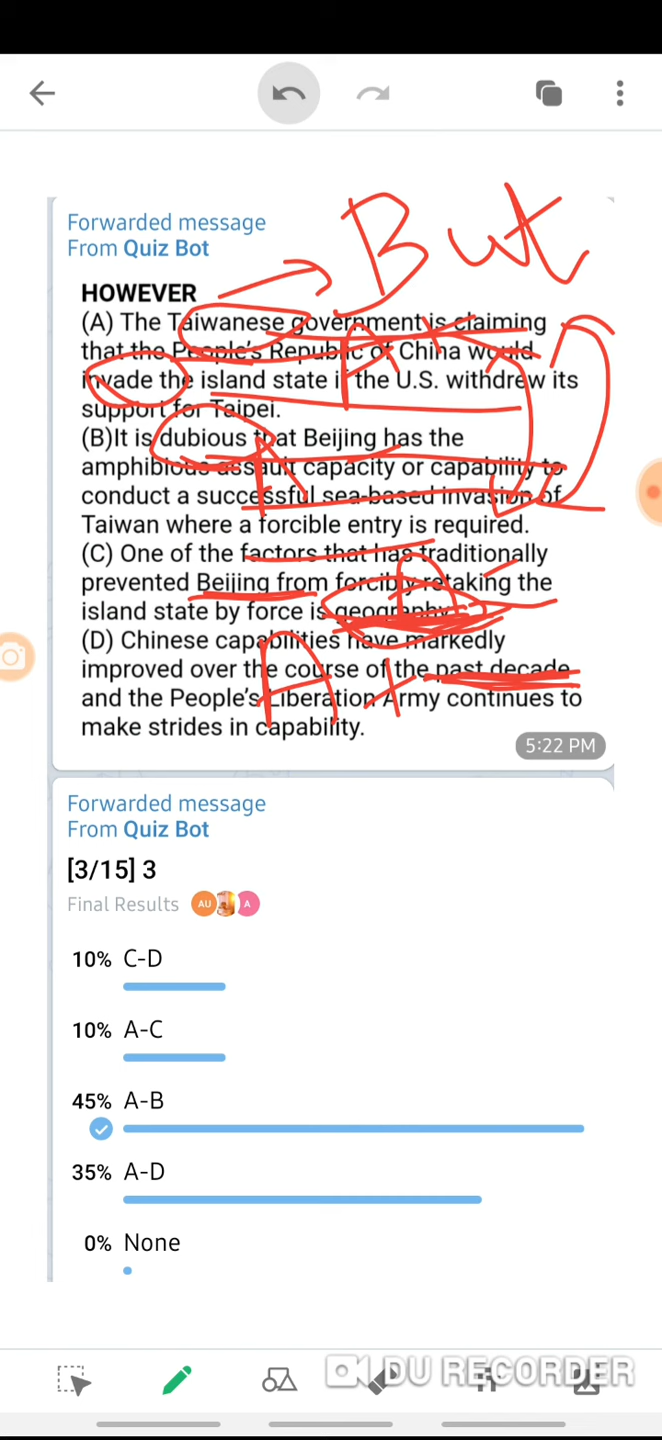 But
Forwarded message
From Quiz Bot
HOWEVER
(A) The Taiwanese government is claiming
that the People's Republic of China would
invade the island state if the U.S. withdrew its
support for Taipei.
(B)It is dubious that Beijing has the
amphibious assault capacity or capability to
conduct a successful sea-based invasion of
Taiwan where a forcible entry is required.
(C) One of the factors that has traditionally
prevented Beijing from forcibly retaking the
island state by force is geography.
(D) Chinese capabilities have markedly
improved over the course of the past decade
and the People's Liberation Army continues to
make strides in capability.
5:22 PM
Forwarded message
From Quiz Bot
[3/15] 3
Final Results AU A
10% C-D
10% A-C
45% A-B
35% A-D
0% None
DU RECORDER